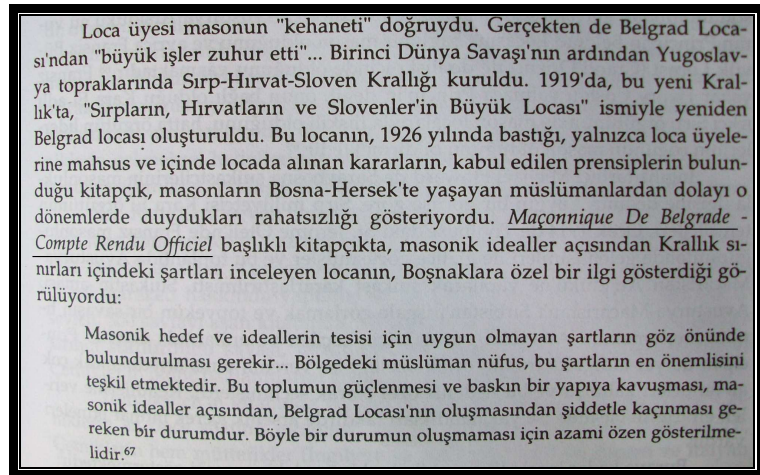 Loca üyesi masonun "kehaneti" doğruydu. Gerçekten de Belgrad Loca-
sı'ndan "büyük işler zuhur etti"... Birinci Dünya Savaşı'nın ardından Yugoslav-
ya topraklarında Sırp-Hırvat-Sloven Krallığı kuruldu. 1919'da, bu yeni Kral-
lık'ta, "Sırpların, Hırvatların ve Slovenler'in Büyük Locası" ismiyle yeniden
Belgrad locası oluşturuldu. Bu locanın, 1926 yılında bastığı, yalnızca loca üyele-
rine mahsus ve içinde locada alınan kararların, kabul edilen prensiplerin bulun-
duğu kitapçık, masonların Bosna-Hersek'te yaşayan müslümanlardan dolayı o
dönemlerde duydukları rahatsızlığı gösteriyordu. Maçonnique De Belgrade -
Compte Rendu Officiel başlıklı kitapçıkta, masonik idealler açısından Krallık sı-
nırları içindeki şartları inceleyen locanın, Boşnaklara özel bir ilgi gösterdiği gö-
rülüyordu:
Masonik hedef ve ideallerin tesisi için uygun olmayan şartların göz önünde
bulundurulması gerekir... Bölgedeki müslüman nüfus, bu şartların en önemlisini
teşkil etmektedir. Bu toplumun güçlenmesi ve baskın bir yapıya kavuşması, ma-
sonik idealler açısından, Belgrad Locası'nın oluşmasından şiddetle kaçınması ge-
reken bir durumdur. Böyle bir durumun oluşmaması için azami özen gösterilme-
lidir.67